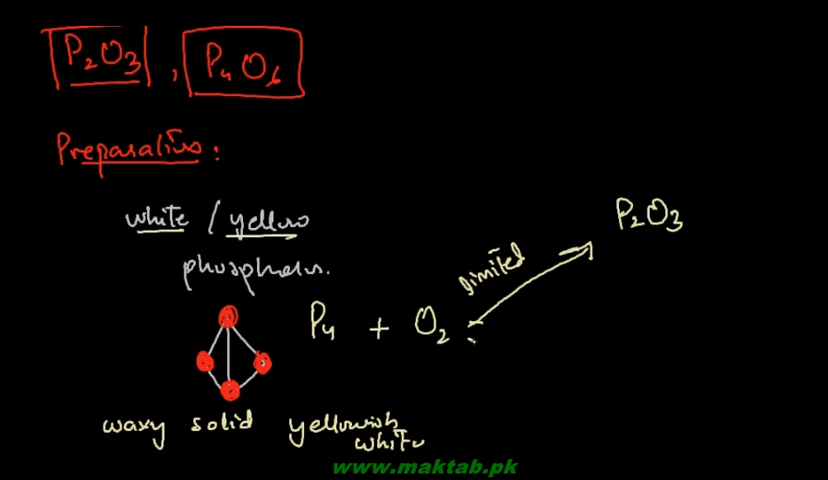 P₂O₃, P₄O₆
Preparation:
white / yellow
phosphorus.
limited
P₂O₃
P₄ + O₂
waxy solid yellowish
white
www.maktab.pk